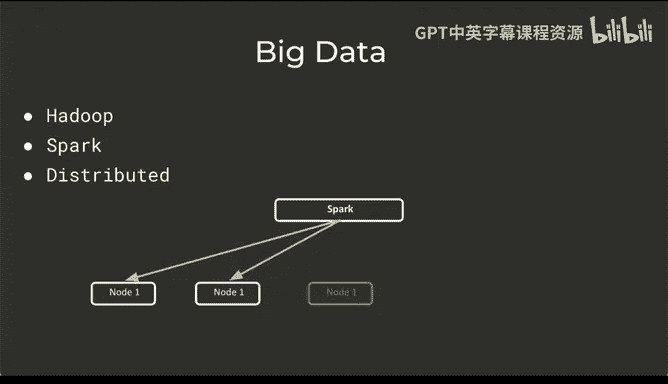 GPT中英字幕课程资源 bilibili
Big Data
Hadoop
Spark
Distributed
Spark
Node 1
Node 1
Node 1